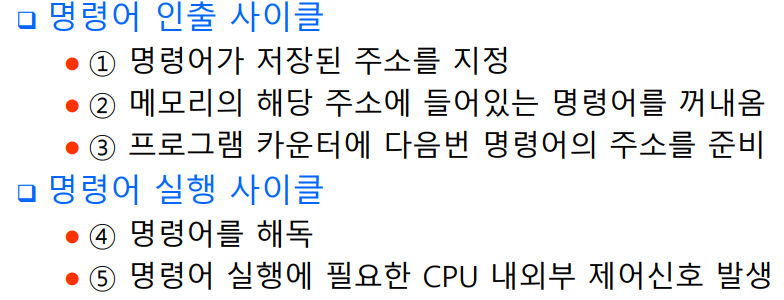 ❑ 명령어 인출 사이클
● ① 명령어가 저장된 주소를 지정
● ② 메모리의 해당 주소에 들어있는 명령어를 꺼내옴
● ③ 프로그램 카운터에 다음번 명령어의 주소를 준비
❑ 명령어 실행 사이클
● ④ 명령어를 해독
● ⑤ 명령어 실행에 필요한 CPU 내외부 제어신호 발생